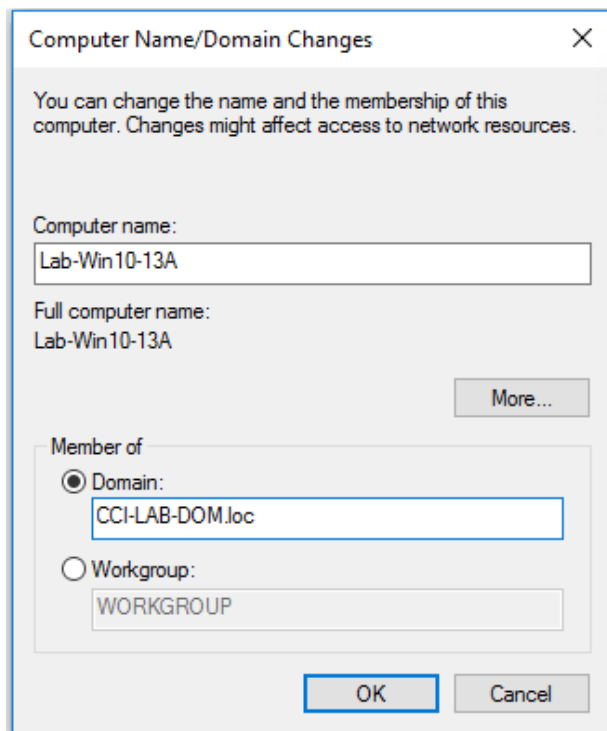 Computer Name/Domain Changes
You can change the name and the membership of this
computer. Changes might affect access to network resources.
Computer name:
Lab-Win10-13A
Full computer name:
Lab-Win10-13A
More...
Member of
Domain:
CCI-LAB-DOM.loc
Workgroup:
WORKGROUP
OK
Cancel